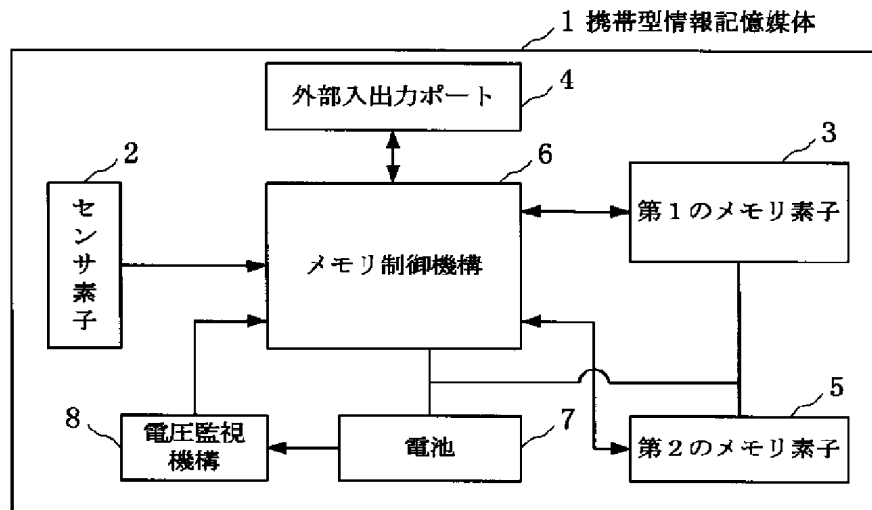 1 携帯型情報記憶媒体
外部入出力ポート
4
2
6
3
センサ素子
メモリ制御機構
第1のメモリ素子
8
電圧監視
機構
電池
7
5
第2のメモリ素子